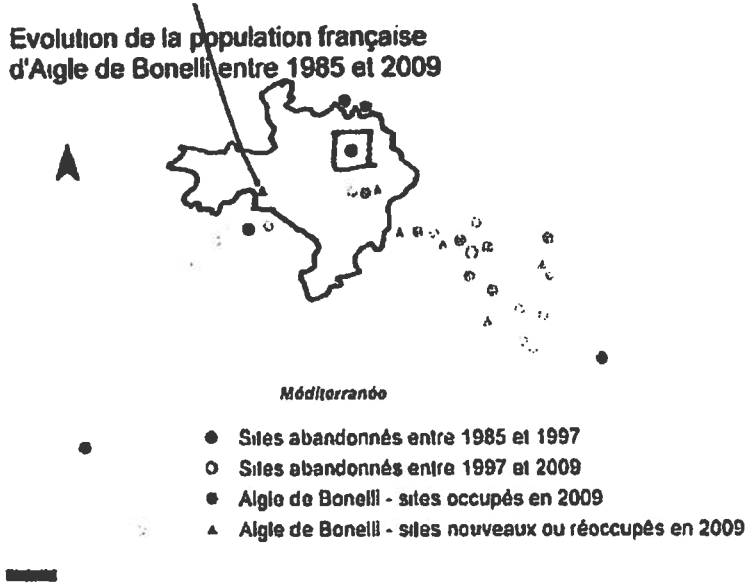 Evolution de la population française
d'Aigle de Bonelli entre 1985 et 2009
Méditerranée
Sites abandonnés entre 1985 et 1997
Sites abandonnés entre 1997 et 2009
Aigle de Bonelli - sites occupés en 2009
Aigle de Bonelli - sites nouveaux ou réoccupés en 2009